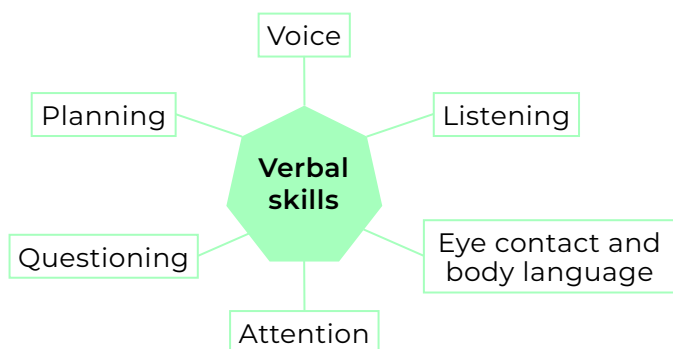 Voice
Planning
Listening
Verbal
skills
Questioning
Eye contact and
body language
Attention